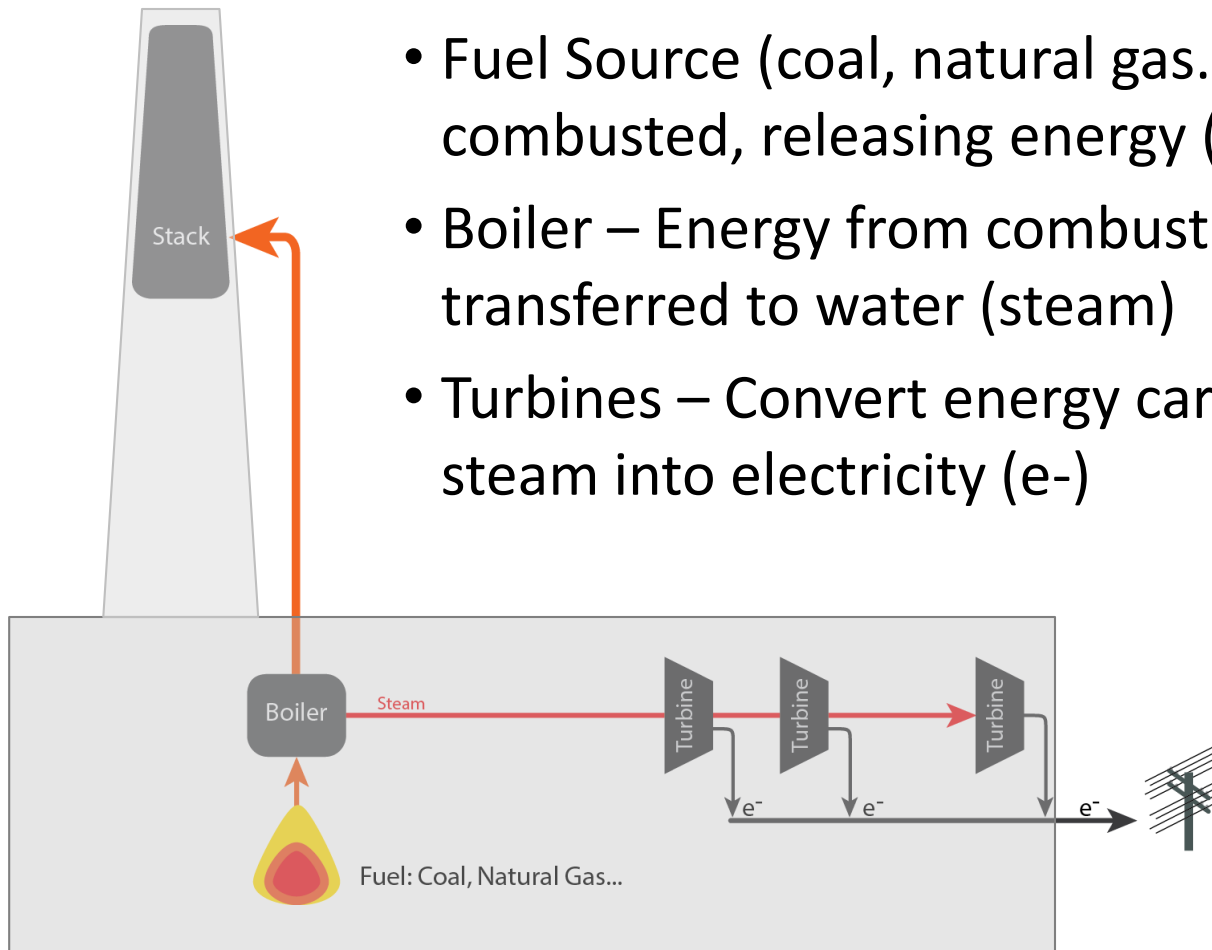 • Fuel Source (coal, natural gas.
combusted, releasing energy (
• Boiler – Energy from combust
transferred to water (steam)
• Turbines – Convert energy car
steam into electricity (e-)
Stack
Boiler
Steam
Turbine
Turbine
Turbine
e-
e-
e-
Fuel: Coal, Natural Gas...